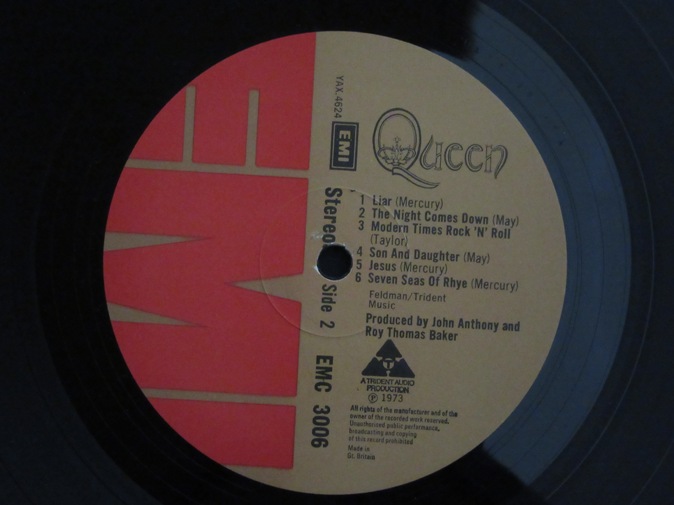 YAX.4624
EMI
Queen
1 Liar (Mercury)
2 The Night Comes Down (May)
3 Modern Times Rock 'N' Roll
(Taylor)
4 Son And Daughter (May)
5 Jesus (Mercury)
6 Seven Seas Of Rhye (Mercury)
Feldman/Trident
Music
Produced by John Anthony and
Roy Thomas Baker
A TRIDENT AUDIO
PRODUCTION
℗ 1973
All rights of the manufacturer and of the
owner of the recorded work reserved.
Unauthorised public performance,
broadcasting and copying
of this record prohibited
Made in
Gt. Britain
Stereo
Side 2
EMC 3006
EMI